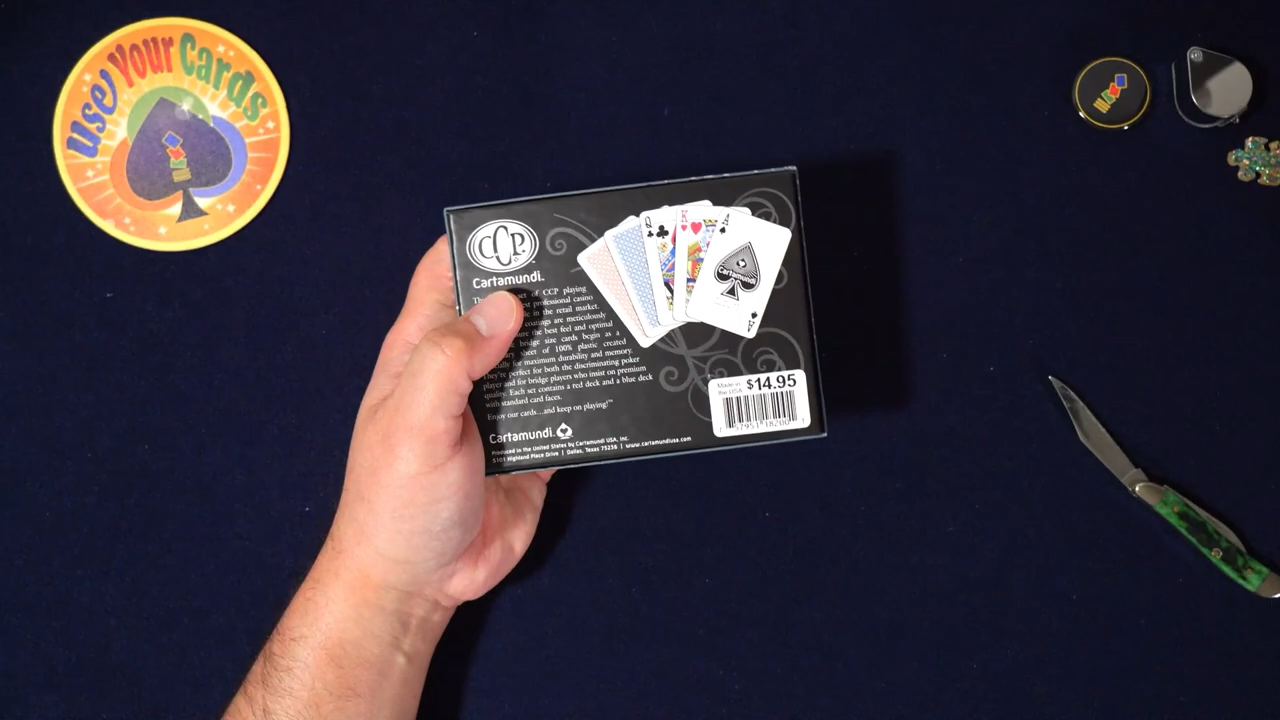 Use Your Cards
CCP
Cartamundi
set of CCP playing
professional casino
in the retail market.
coatings are meticulously
the best feel and optimal
bridge size cards begin as a
sheet of 100% plastic created
for maximum durability and memory.
They're perfect for both the discriminating poker
player and for bridge players who insist on premium
quality. Each set contains a red deck and a blue deck
with standard card faces.
Enjoy our cards...and keep on playing!™
Q
K
A
Cartamundi
A
Made in
the USA
$14.95
Cartamundi
Produced in the United States by Cartamundi USA, Inc.
5101 Highland Place Drive | Dallas, Texas 75236 | www.cartamundiusa.com